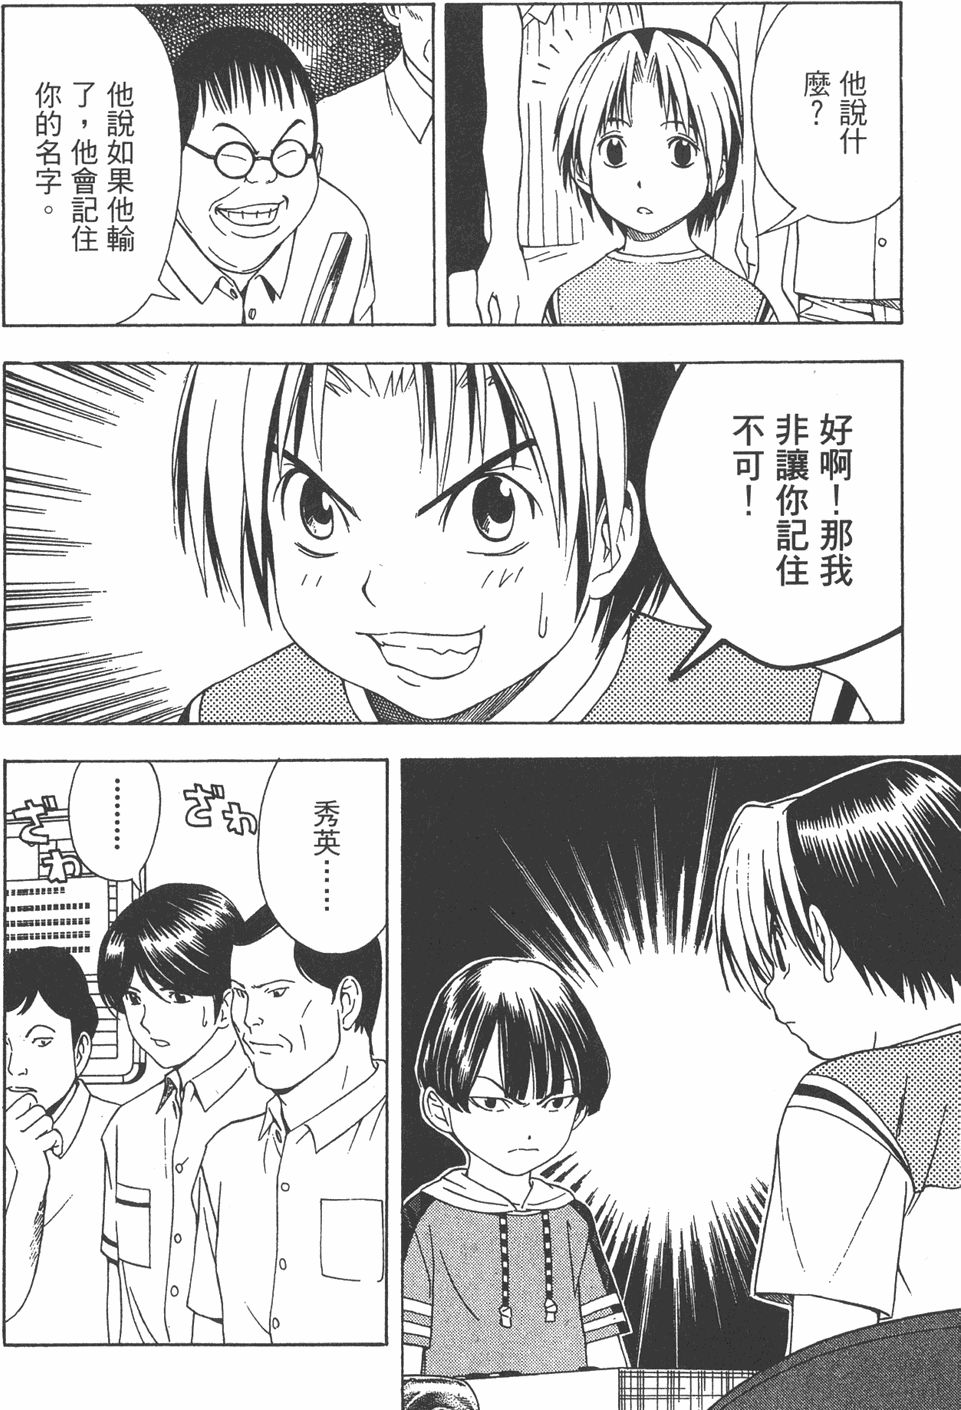 他說什
麼？
他說如果他輸
了，他會記住
你的名字。
好啊！那我
非讓你記住
不可！
秀英……
………
ざわ
ざわ